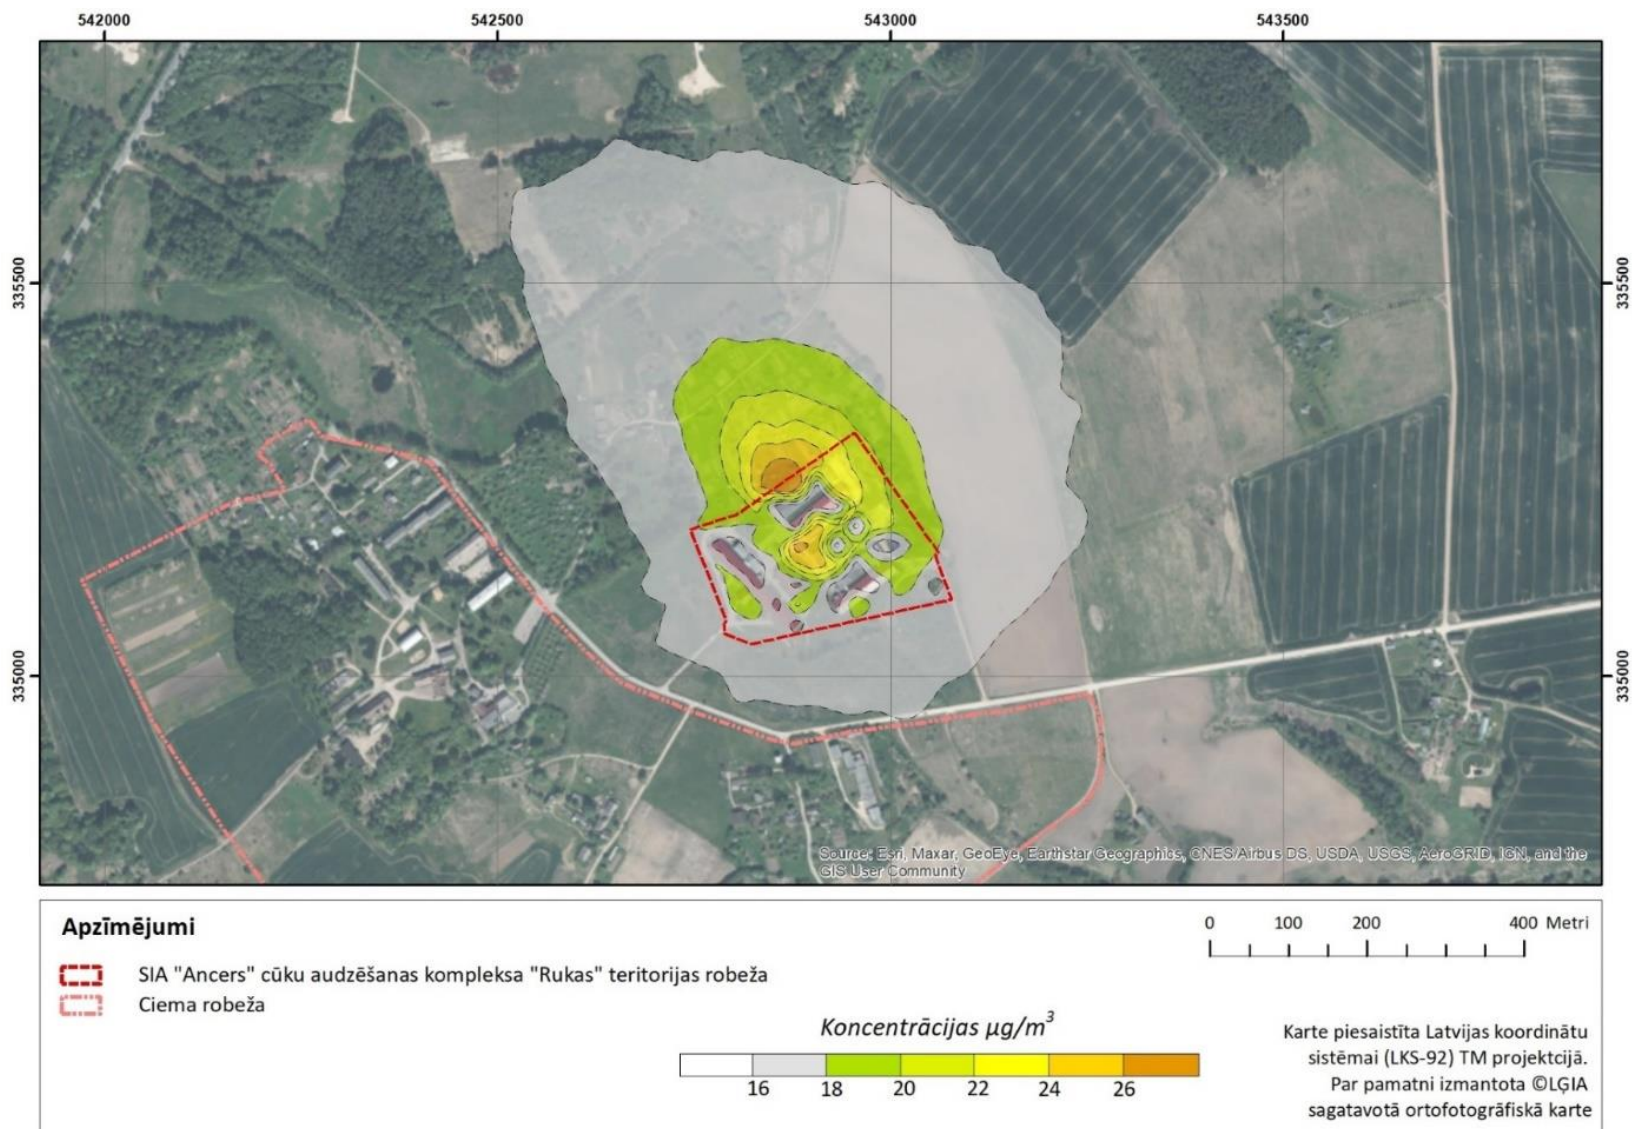 542000 542500 543000 543500
335500 335500
335000 335000
Source: Esri, Maxar, GeoEye, Earthstar Geographics, CNES/Airbus DS, USDA, USGS, AeroGRID, IGN, and the
GIS User Community
Apzīmējumi
SIA "Ancers" cūku audzēšanas kompleksa "Rukas" teritorijas robeža
Ciema robeža
0 100 200 400 Metri
Koncentrācijas µg/m³
16 18 20 22 24 26
Karte piesaistīta Latvijas koordinātu
sistēmai (LKS-92) TM projektcijā.
Par pamatni izmantota ©LĢIA
sagatavotā ortofotogrāfiskā karte